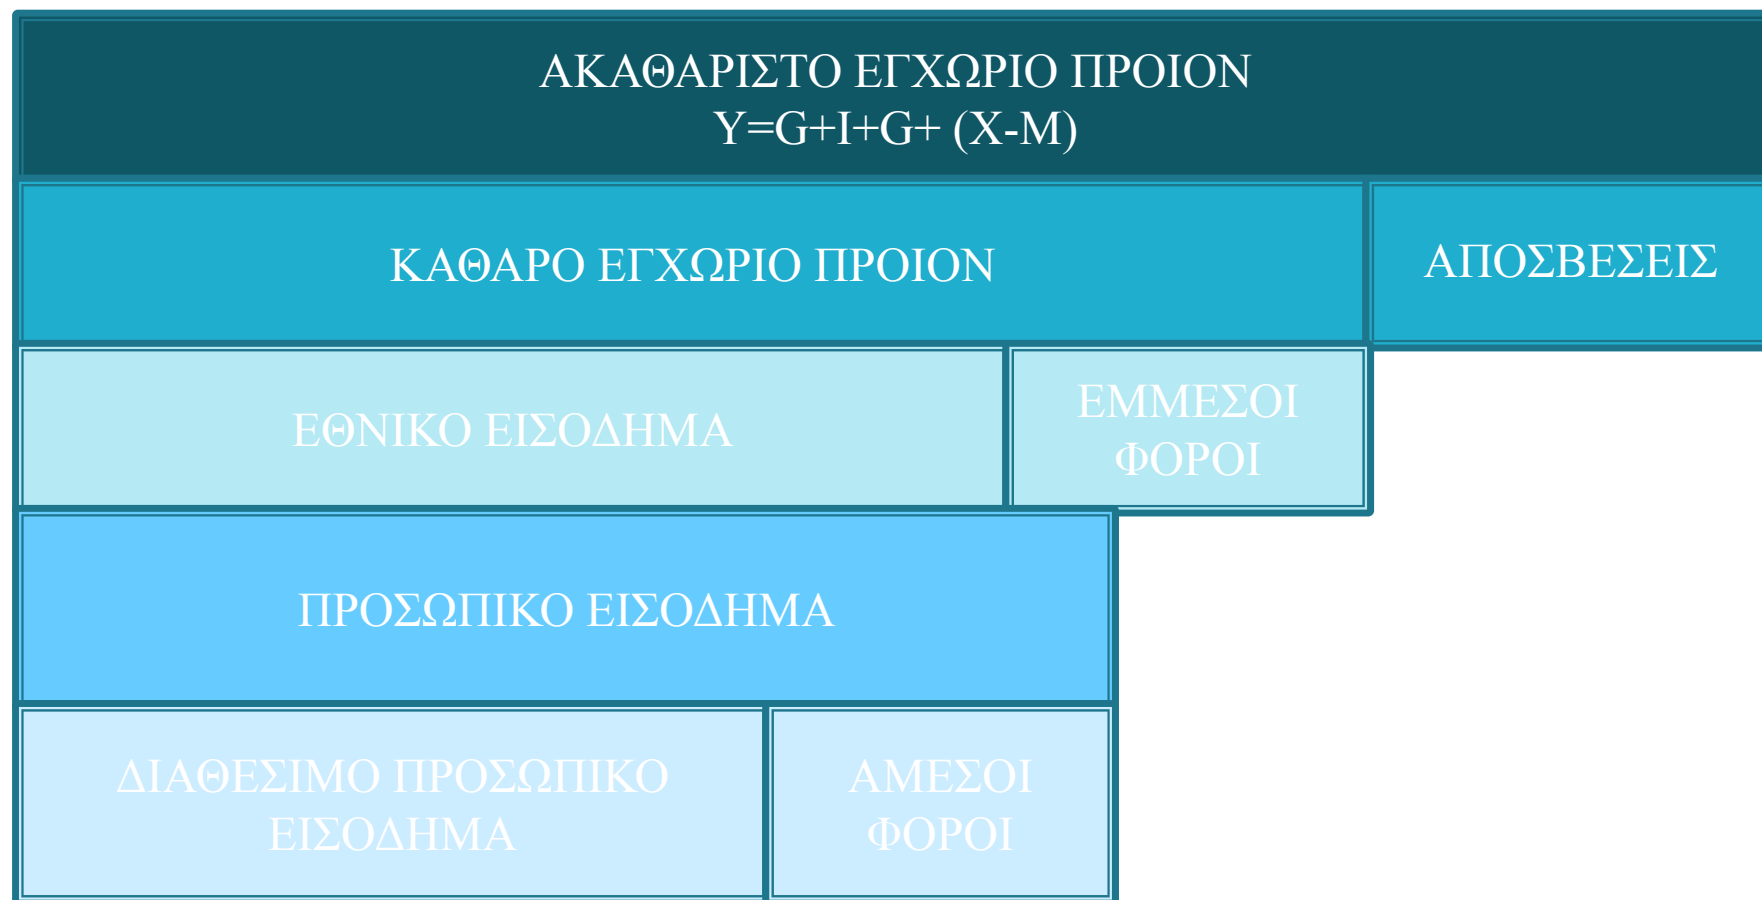 ΑΚΑΘΑΡΙΣΤΟ ΕΓΧΩΡΙΟ ΠΡΟΙΟΝ
Y=G+I+G+ (X-M)
ΚΑΘΑΡΟ ΕΓΧΩΡΙΟ ΠΡΟΙΟΝ
ΑΠΟΣΒΕΣΕΙΣ
ΕΘΝΙΚΟ ΕΙΣΟΔΗΜΑ
ΕΜΜΕΣΟΙ
ΦΟΡΟΙ
ΠΡΟΣΩΠΙΚΟ ΕΙΣΟΔΗΜΑ
ΔΙΑΘΕΣΙΜΟ ΠΡΟΣΩΠΙΚΟ
ΕΙΣΟΔΗΜΑ
ΑΜΕΣΟΙ
ΦΟΡΟΙ